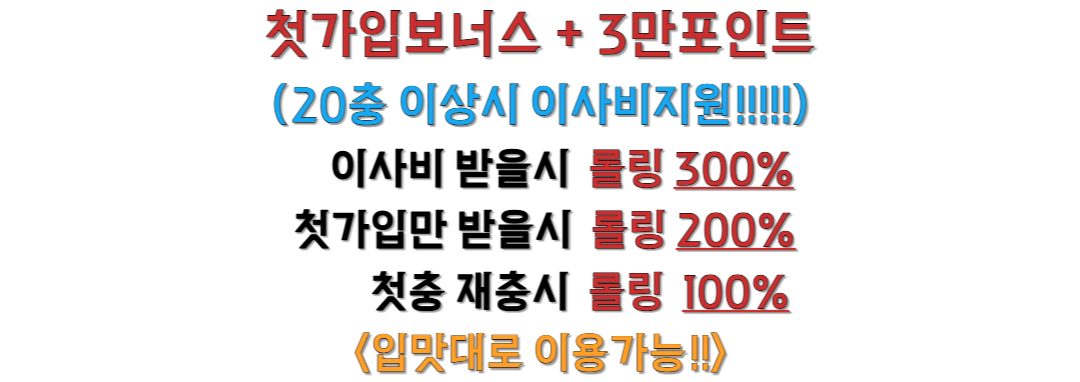 첫가입보너스 + 3만포인트
(20충 이상시 이사비지원!!!!!)
이사비 받을시 롤링 300%
첫가입만 받을시 롤링 200%
첫충 재충시 롤링 100%
<입맛대로 이용가능!!>